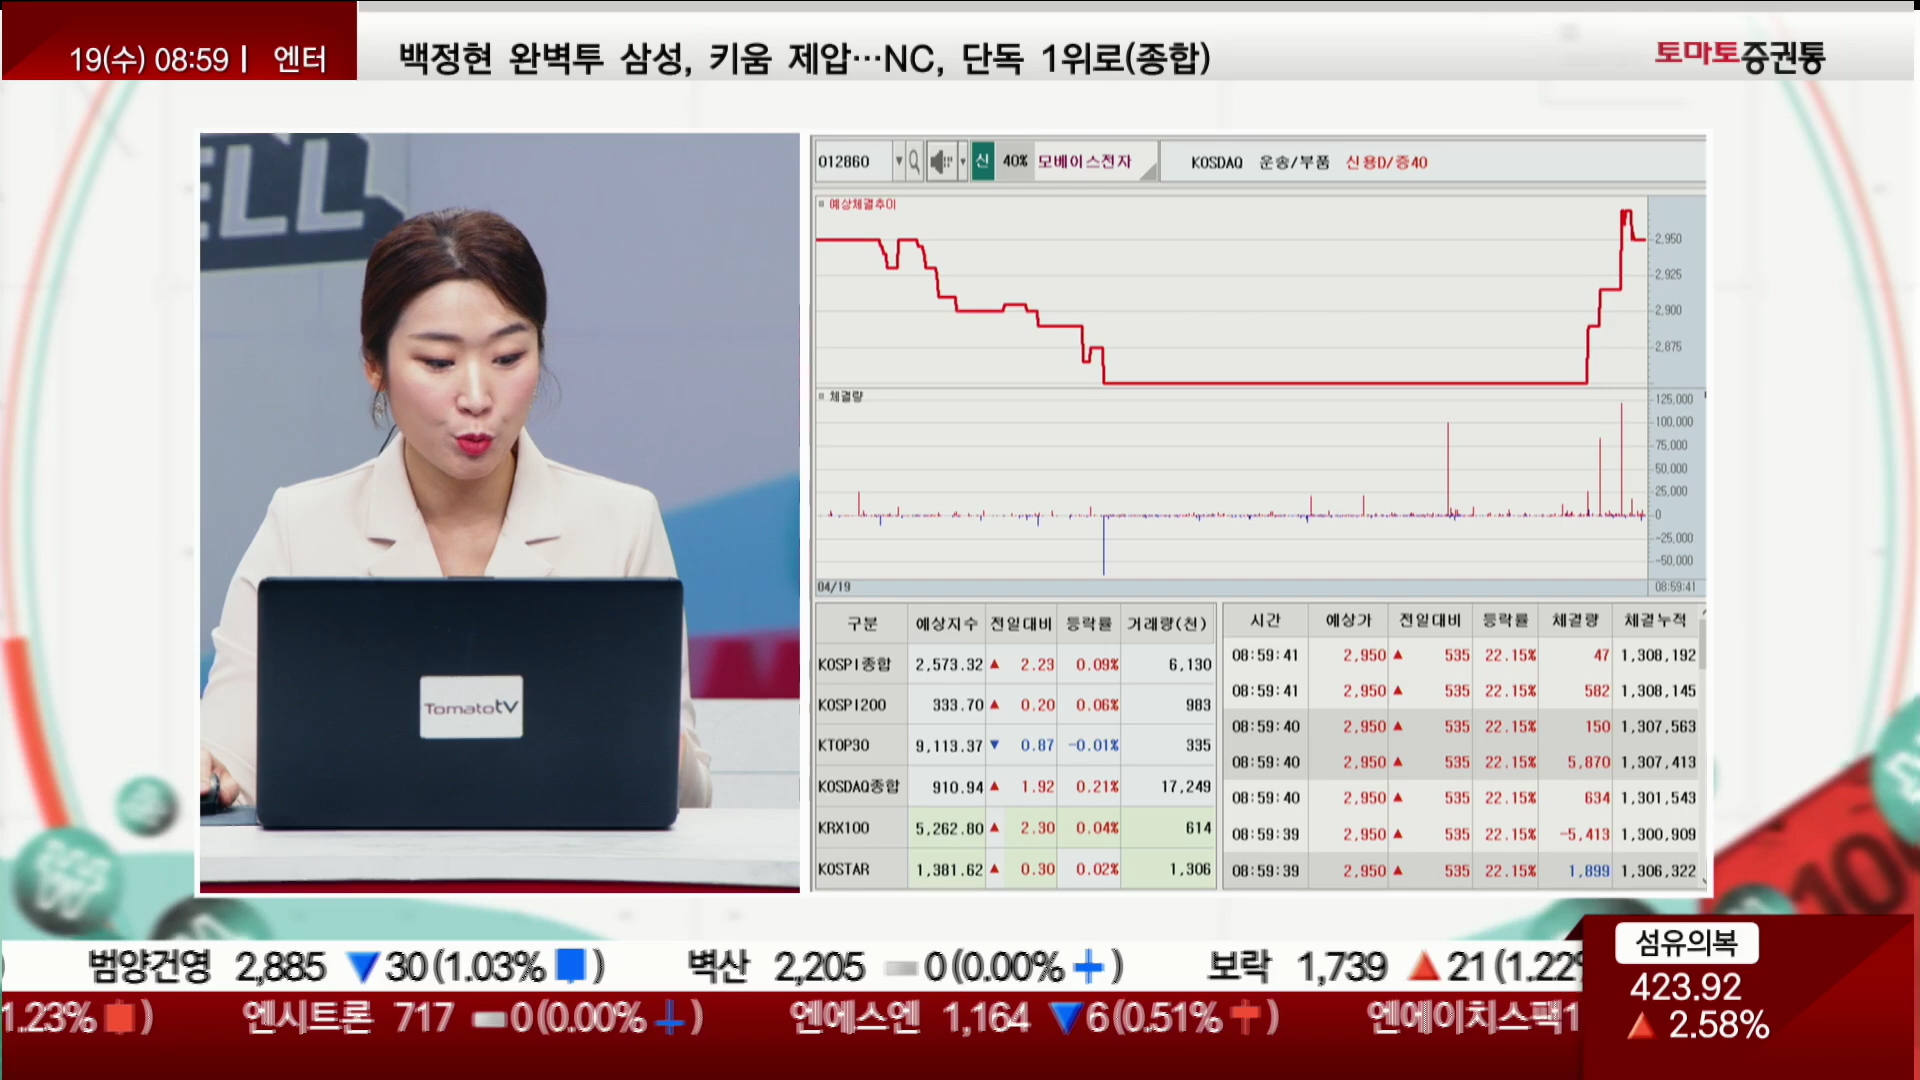 19(수) 08:59 | 엔터
백정현 완벽투 삼성, 키움 제압…NC, 단독 1위로(종합)
토마토증권통
ELL
TomatoTV
012860 신 40% 모베이스전자 KOSDAQ 운송/부품 신용D/증40
예상체결추이
2,950
2,925
2,900
2,875
체결량
125,000
100,000
75,000
50,000
25,000
0
-25,000
-50,000
04/19 08:59:41
구분 예상지수 전일대비 등락률 거래량(천)
KOSPI종합 2,573.32 ▲ 2.23 0.09% 6,130
KOSPI200 333.70 ▲ 0.20 0.06% 983
KTOP30 9,113.37 ▼ 0.87 -0.01% 335
KOSDAQ종합 910.94 ▲ 1.92 0.21% 17,249
KRX100 5,262.80 ▲ 2.30 0.04% 614
KOSTAR 1,381.62 ▲ 0.30 0.02% 1,306
시간 예상가 전일대비 등락률 체결량 체결누적
08:59:41 2,950 ▲ 535 22.15% 47 1,308,192
08:59:41 2,950 ▲ 535 22.15% 582 1,308,145
08:59:40 2,950 ▲ 535 22.15% 150 1,307,563
08:59:40 2,950 ▲ 535 22.15% 5,870 1,307,413
08:59:40 2,950 ▲ 535 22.15% 634 1,301,543
08:59:39 2,950 ▲ 535 22.15% -5,413 1,300,909
08:59:39 2,950 ▲ 535 22.15% 1,899 1,306,322
) 범양건영 2,885 ▼30(1.03% ) 벽산 2,205 0(0.00% ) 보락 1,739 ▲21(1.22%
1.23% ) 엔시트론 717 0(0.00% ) 엔에스엔 1,164 ▼6(0.51% ) 엔에이치스팩1
섬유의복
423.92
▲ 2.58%
100